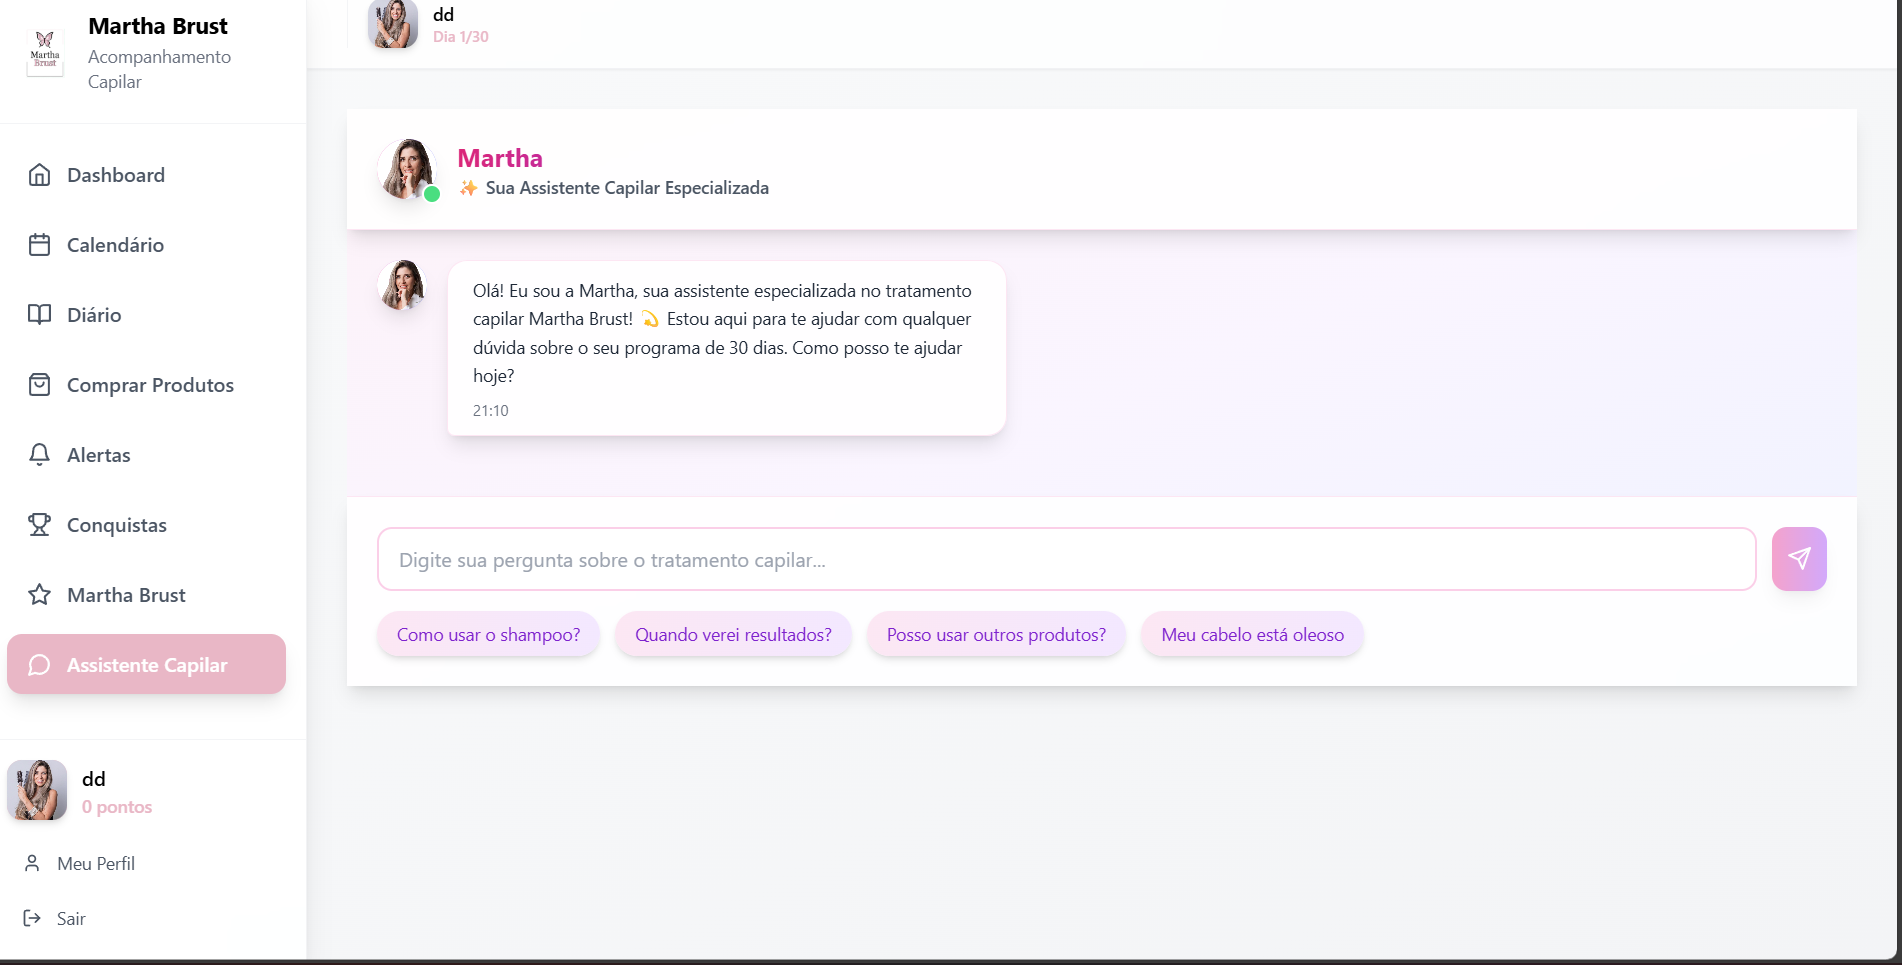 Martha Brust
Acompanhamento
Capilar
Martha
Brust
Dashboard
Calendário
Diário
Comprar Produtos
Alertas
Conquistas
Martha Brust
Assistente Capilar
dd
0 pontos
Meu Perfil
Sair
dd
Dia 1/30
Martha
✨ Sua Assistente Capilar Especializada
Olá! Eu sou a Martha, sua assistente especializada no tratamento
capilar Martha Brust! 💫 Estou aqui para te ajudar com qualquer
dúvida sobre o seu programa de 30 dias. Como posso te ajudar
hoje?
21:10
Digite sua pergunta sobre o tratamento capilar...
Como usar o shampoo?
Quando verei resultados?
Posso usar outros produtos?
Meu cabelo está oleoso